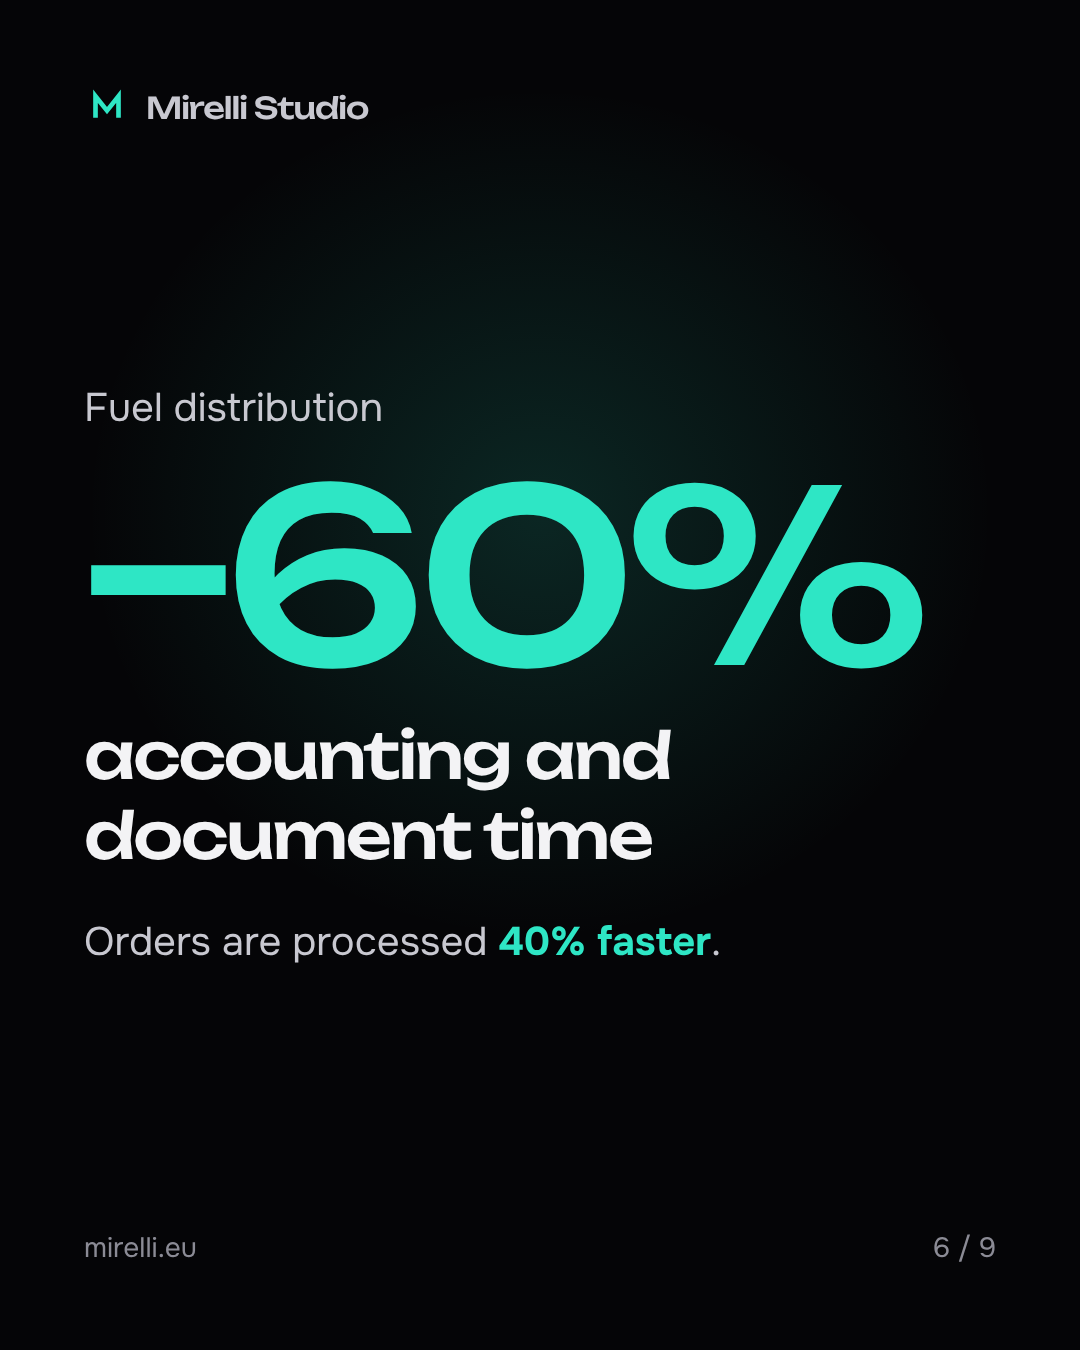 Mirelli Studio
Fuel distribution
–60%
accounting and
document time
Orders are processed 40% faster.
mirelli.eu
6 / 9